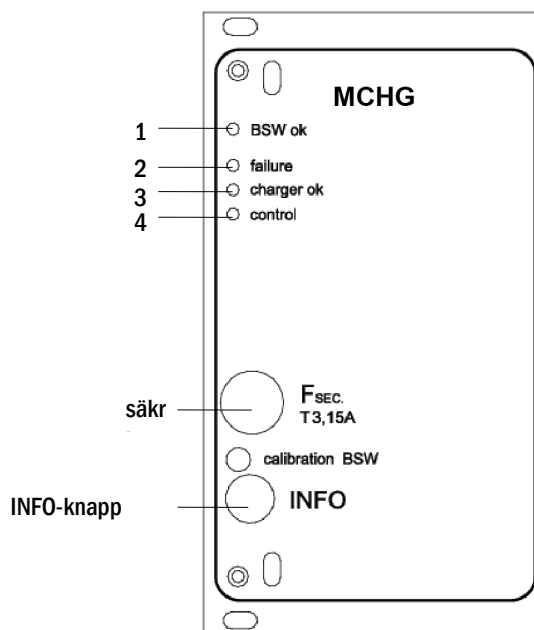 MCHG
1 BSW ok
2 failure
3 charger ok
4 control
säkr FSEC.
T3,15A
calibration BSW
INFO-knapp INFO